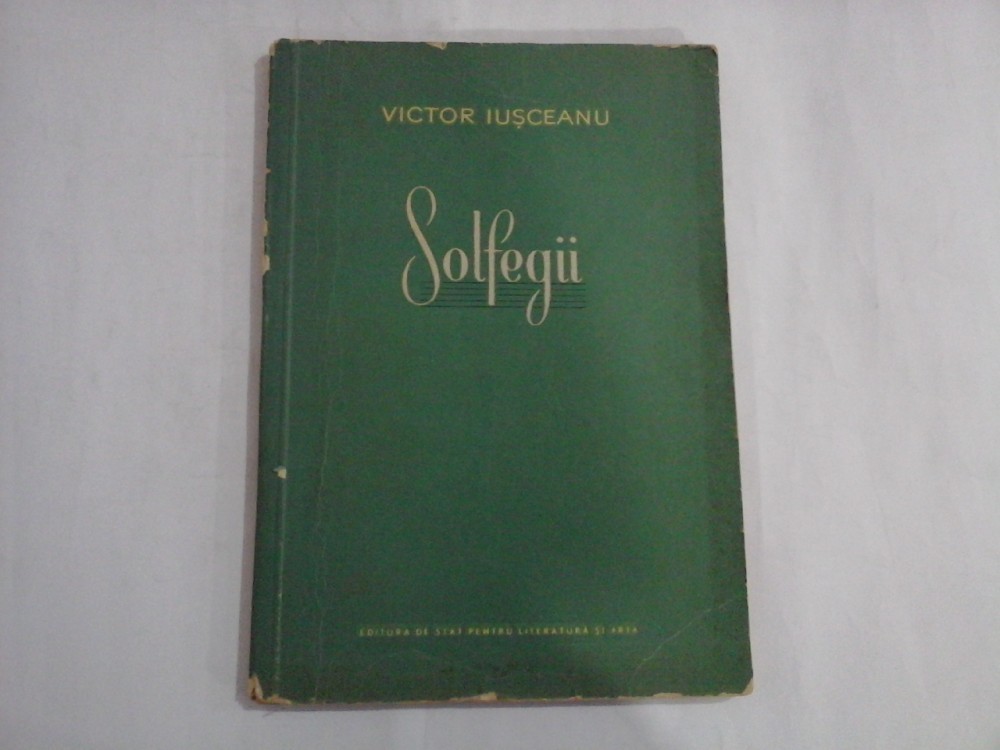 VICTOR IUȘCEANU
Solfegii
EDITURA DE STAT PENTRU LITERATURĂ ȘI ARTĂ